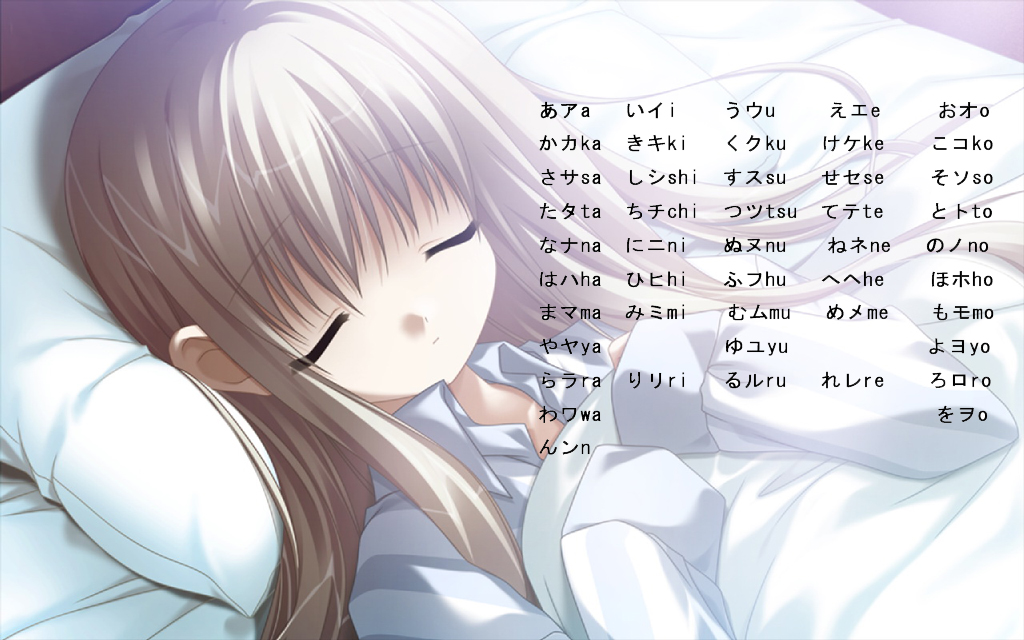 あアa いイi うウu えエe おオo
かカka きキki くクku けケke こコko
さサsa しシshi すスsu せセse そソso
たタta ちチchi つツtsu てテte とトto
なナna にニni ぬヌnu ねネne のノno
はハha ひヒhi ふフhu へヘhe ほホho
まマma みミmi むムmu めメme もモmo
やヤya ゆユyu よヨyo
らラra りリri るルru れレre ろロro
わワwa をヲo
んンn